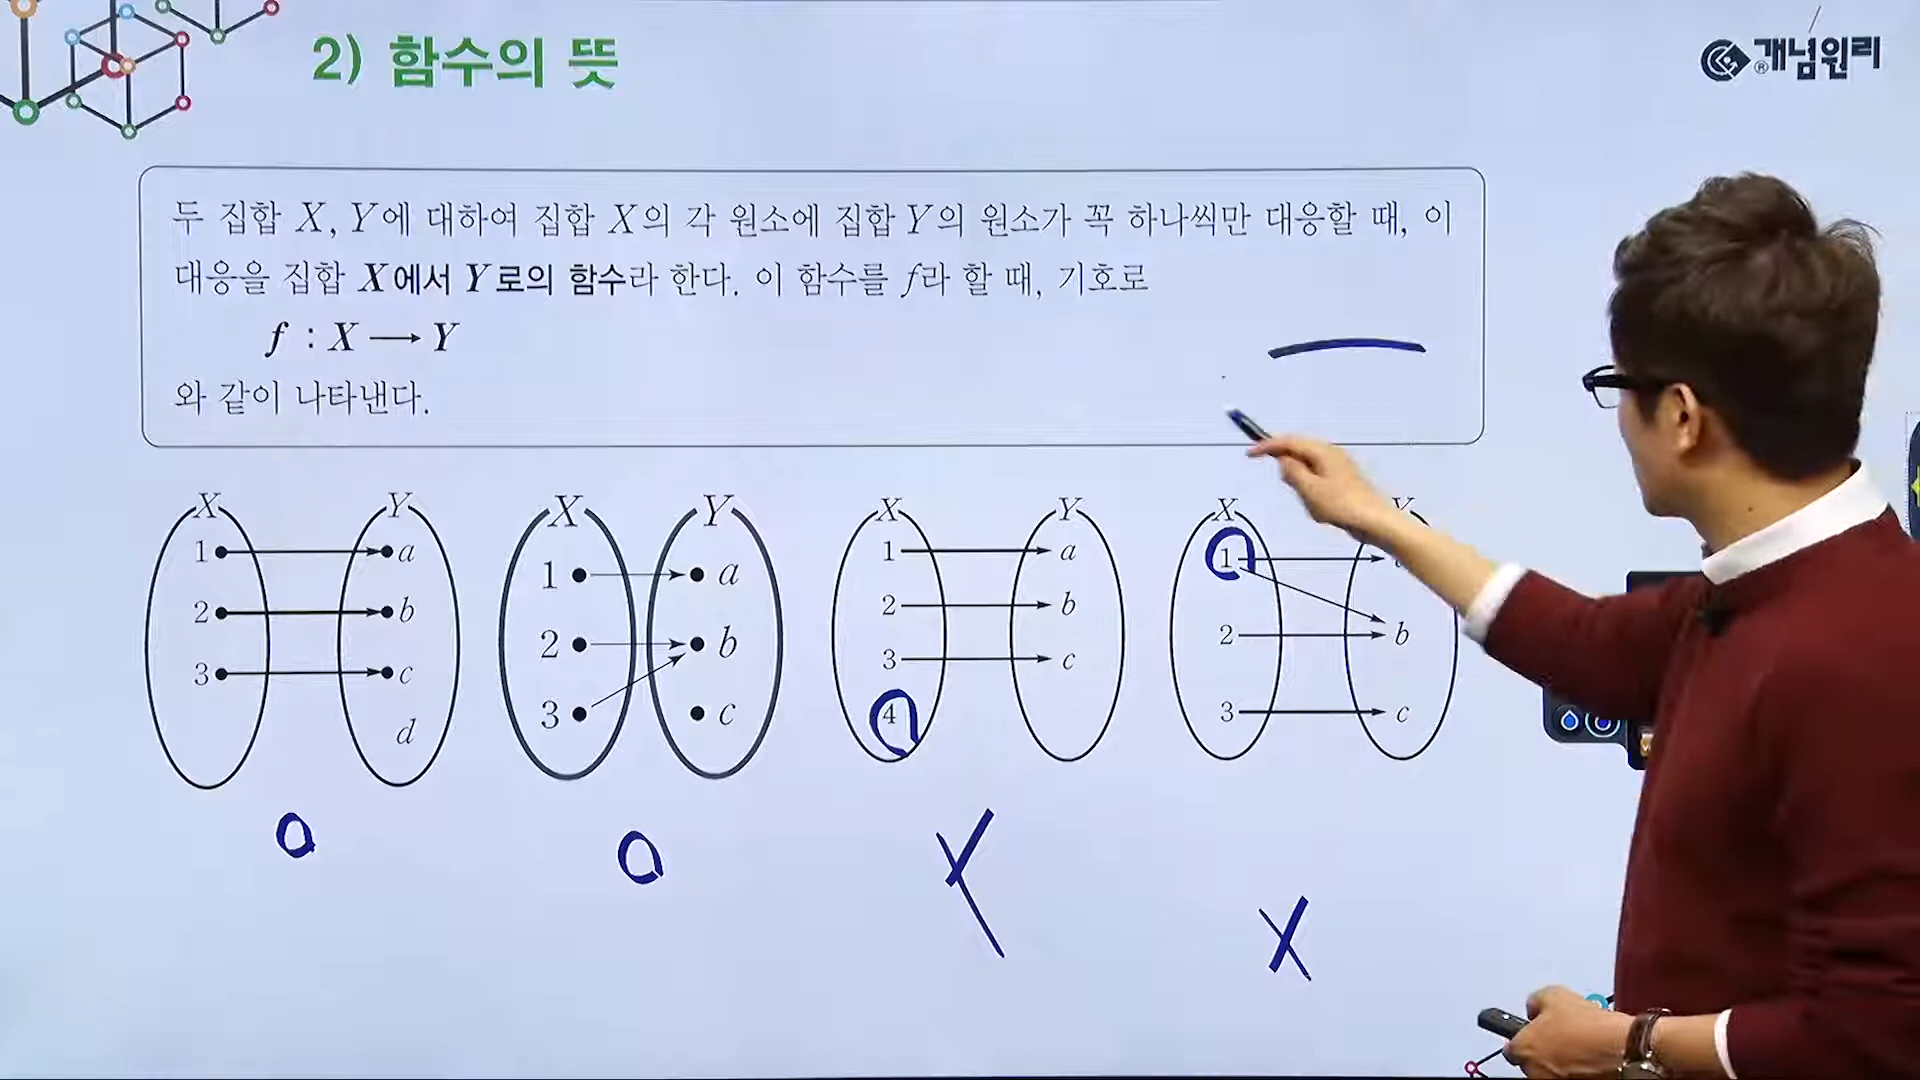 2) 함수의 뜻
개념원리
두 집합 X, Y에 대하여 집합 X의 각 원소에 집합 Y의 원소가 꼭 하나씩만 대응할 때, 이
대응을 집합 X에서 Y로의 함수라 한다. 이 함수를 f라 할 때, 기호로
f : X ⟶ Y
와 같이 나타낸다.
X Y
1 a
2 b
3 c
d
O
X Y
1 a
2 b
3 c
O
X Y
1 a
2 b
3 c
4
X
X Y
1
2 b
3 c
X